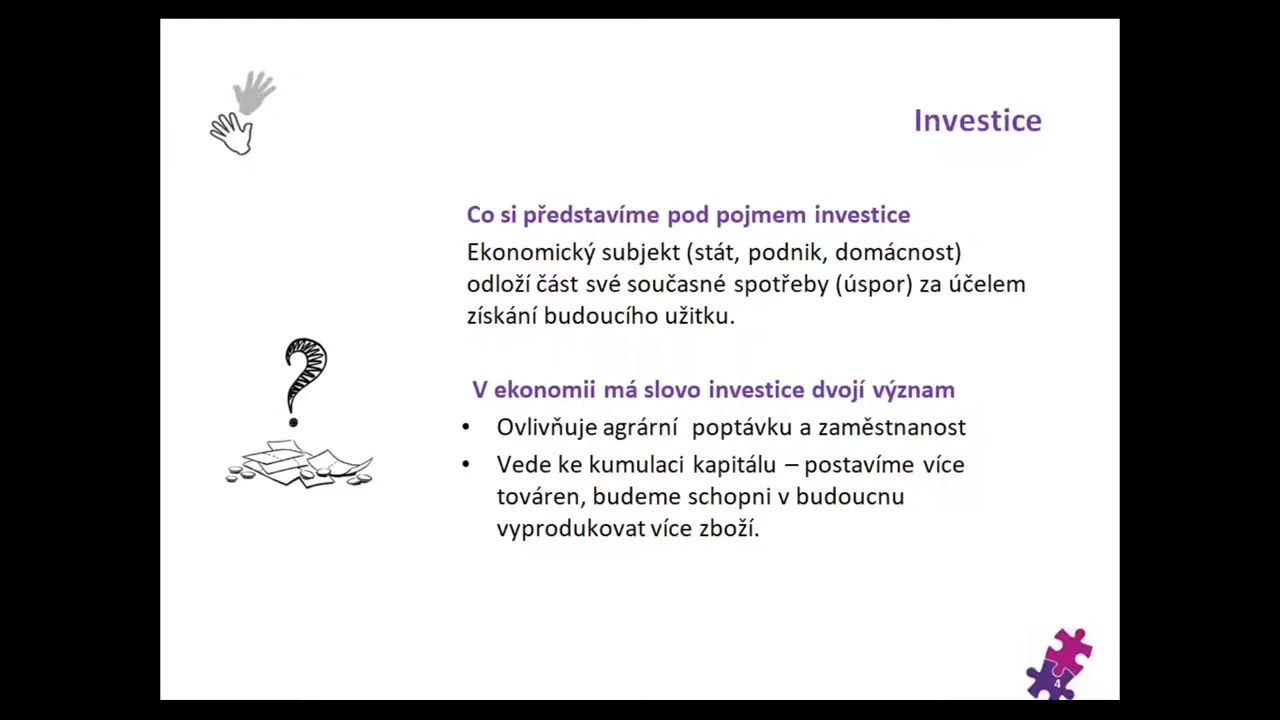 Investice
Co si představíme pod pojmem investice
Ekonomický subjekt (stát, podnik, domácnost)
odloží část své současné spotřeby (úspor) za účelem
získání budoucího užitku.
V ekonomii má slovo investice dvojí význam
• Ovlivňuje agrární poptávku a zaměstnanost
• Vede ke kumulaci kapitálu – postavíme více
továren, budeme schopni v budoucnu
vyprodukovat více zboží.
4